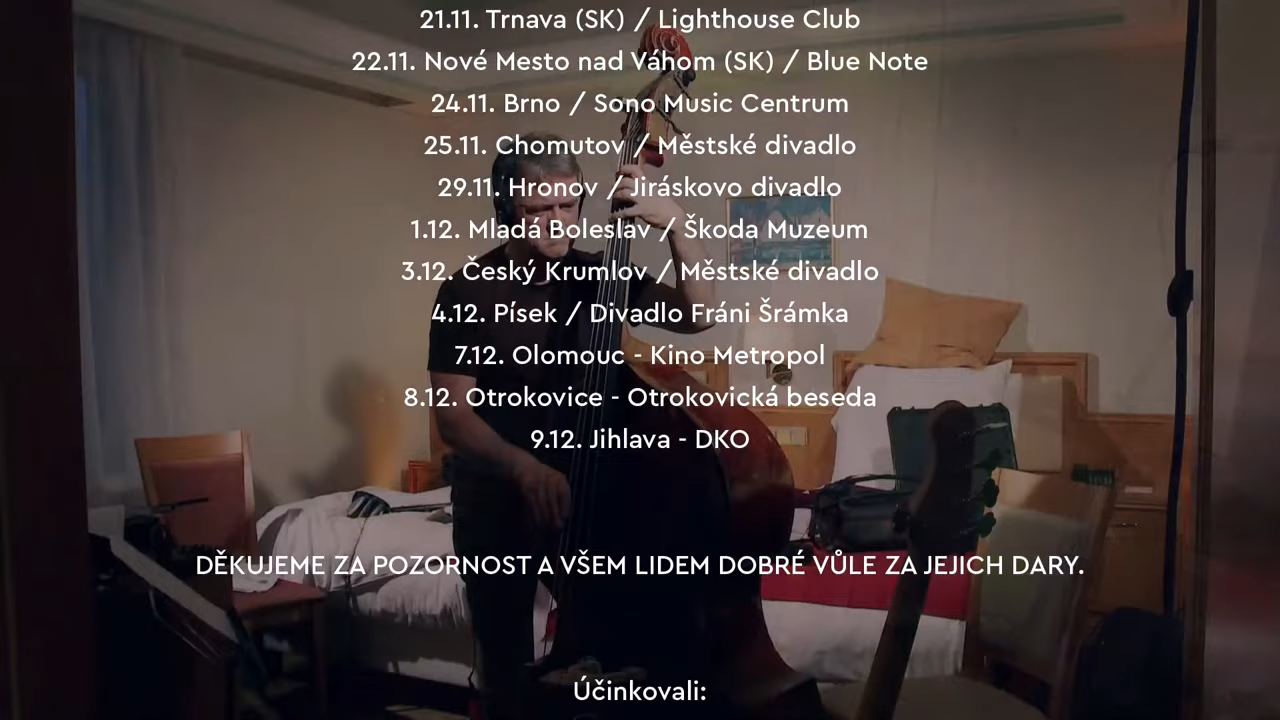 21.11. Trnava (SK) / Lighthouse Club
22.11. Nové Mesto nad Váhom (SK) / Blue Note
24.11. Brno / Sono Music Centrum
25.11. Chomutov / Městské divadlo
29.11. Hronov / Jiráskovo divadlo
1.12. Mladá Boleslav / Škoda Muzeum
3.12. Český Krumlov / Městské divadlo
4.12. Písek / Divadlo Fráni Šrámka
7.12. Olomouc - Kino Metropol
8.12. Otrokovice - Otrokovická beseda
9.12. Jihlava - DKO
DĚKUJEME ZA POZORNOST A VŠEM LIDEM DOBRÉ VŮLE ZA JEJICH DARY.
Účinkovali: